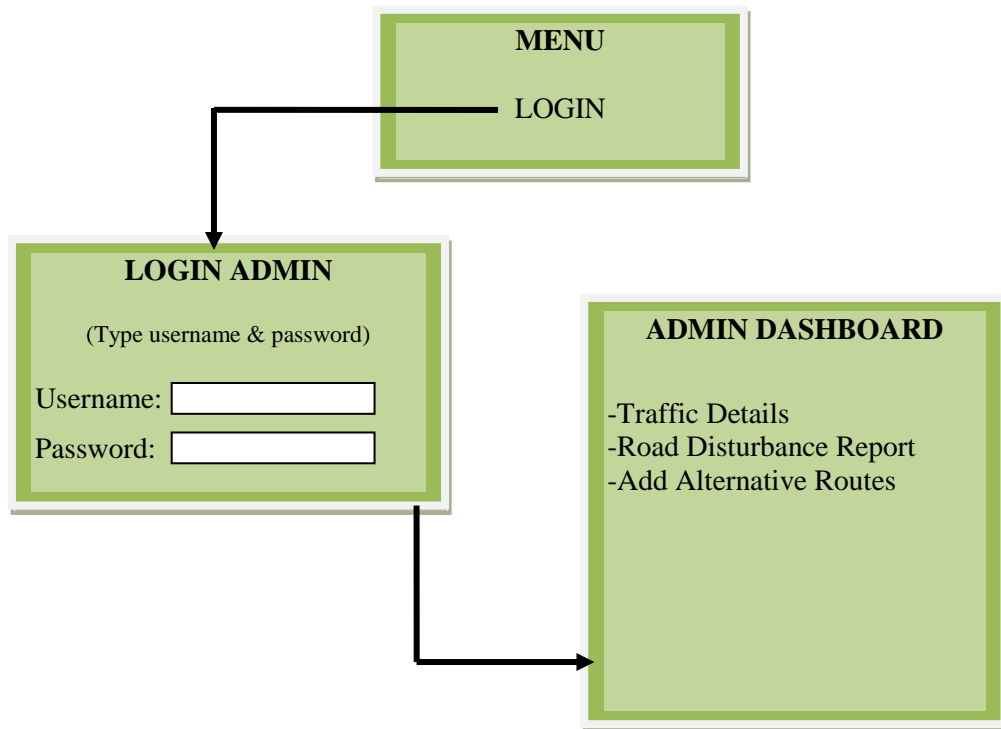 MENU
LOGIN
LOGIN ADMIN
(Type username & password)
Username:
Password:
ADMIN DASHBOARD
-Traffic Details
-Road Disturbance Report
-Add Alternative Routes